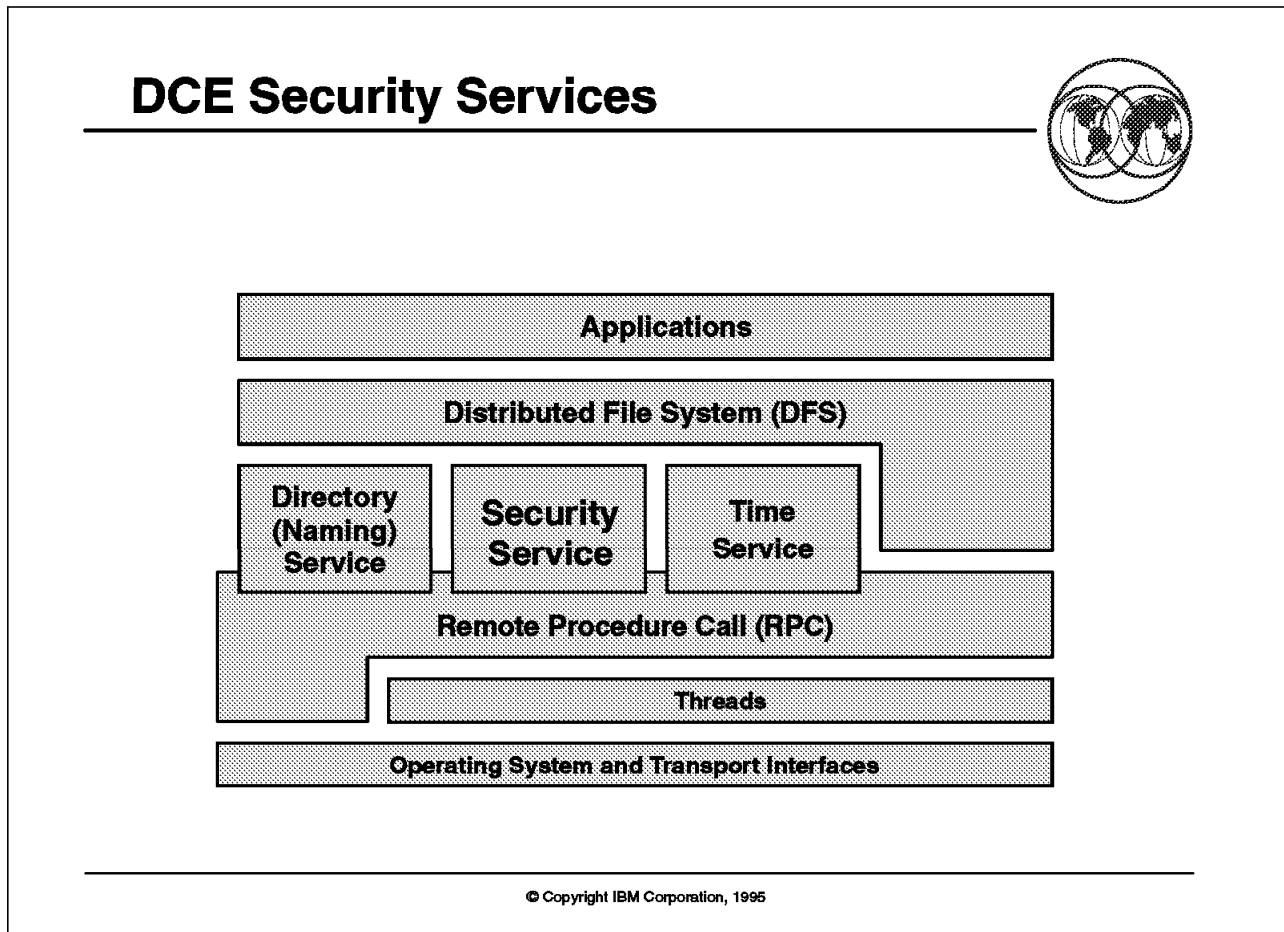 DCE Security Services
Applications
Distributed File System (DFS)
Directory
(Naming)
Service
Security
Service
Time
Service
Remote Procedure Call (RPC)
Threads
Operating System and Transport Interfaces
© Copyright IBM Corporation, 1995